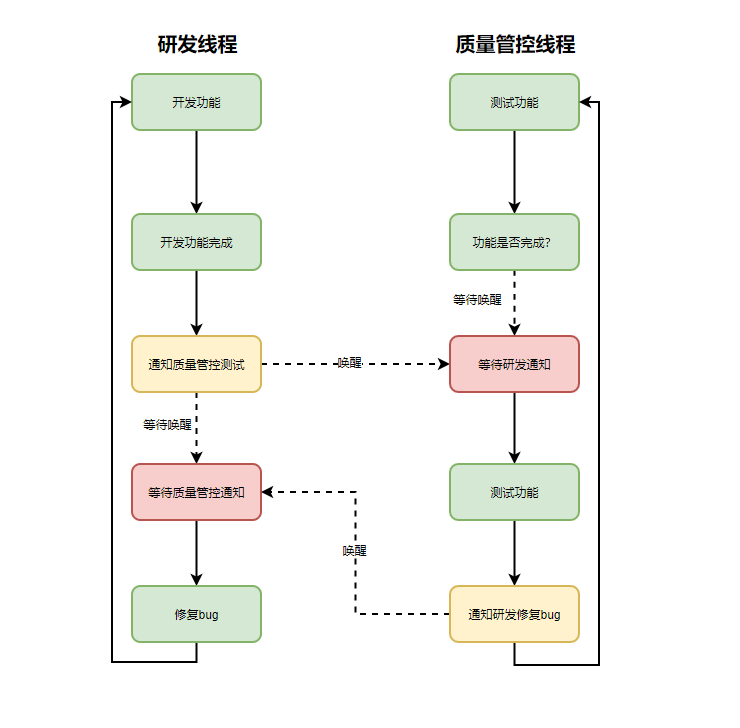 研发线程
质量管控线程
开发功能
测试功能
开发功能完成
功能是否完成?
等待唤醒
通知质量管控测试
唤醒
等待研发通知
等待唤醒
等待质量管控通知
测试功能
唤醒
修复bug
通知研发修复bug